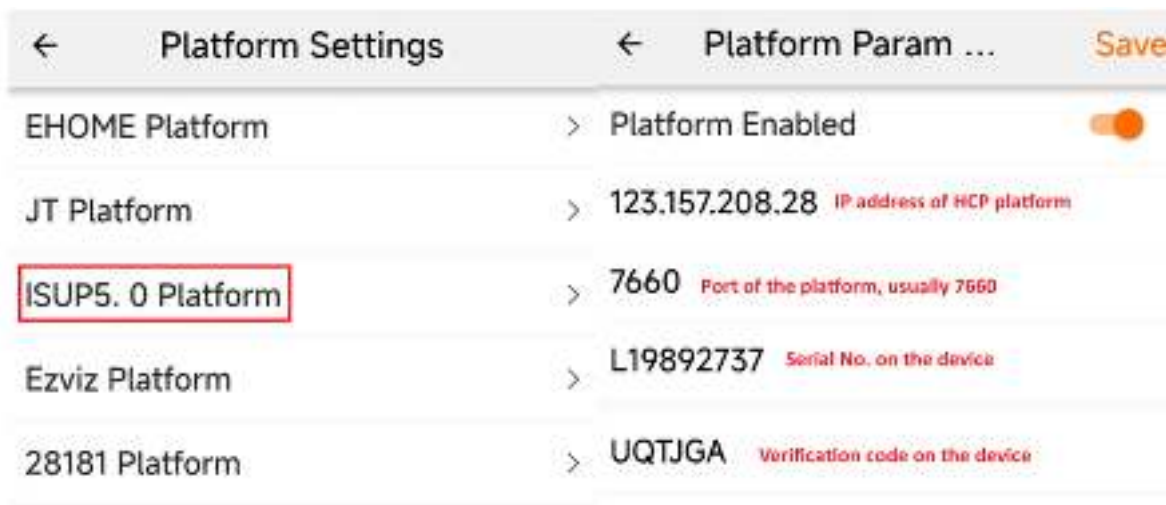 ← Platform Settings
EHOME Platform >
JT Platform >
ISUP5. 0 Platform >
Ezviz Platform >
28181 Platform >
← Platform Param ... Save
Platform Enabled
123.157.208.28 IP address of HCP platform
7660 Port of the platform, usually 7660
L19892737 Serial No. on the device
UQTJGA Verification code on the device